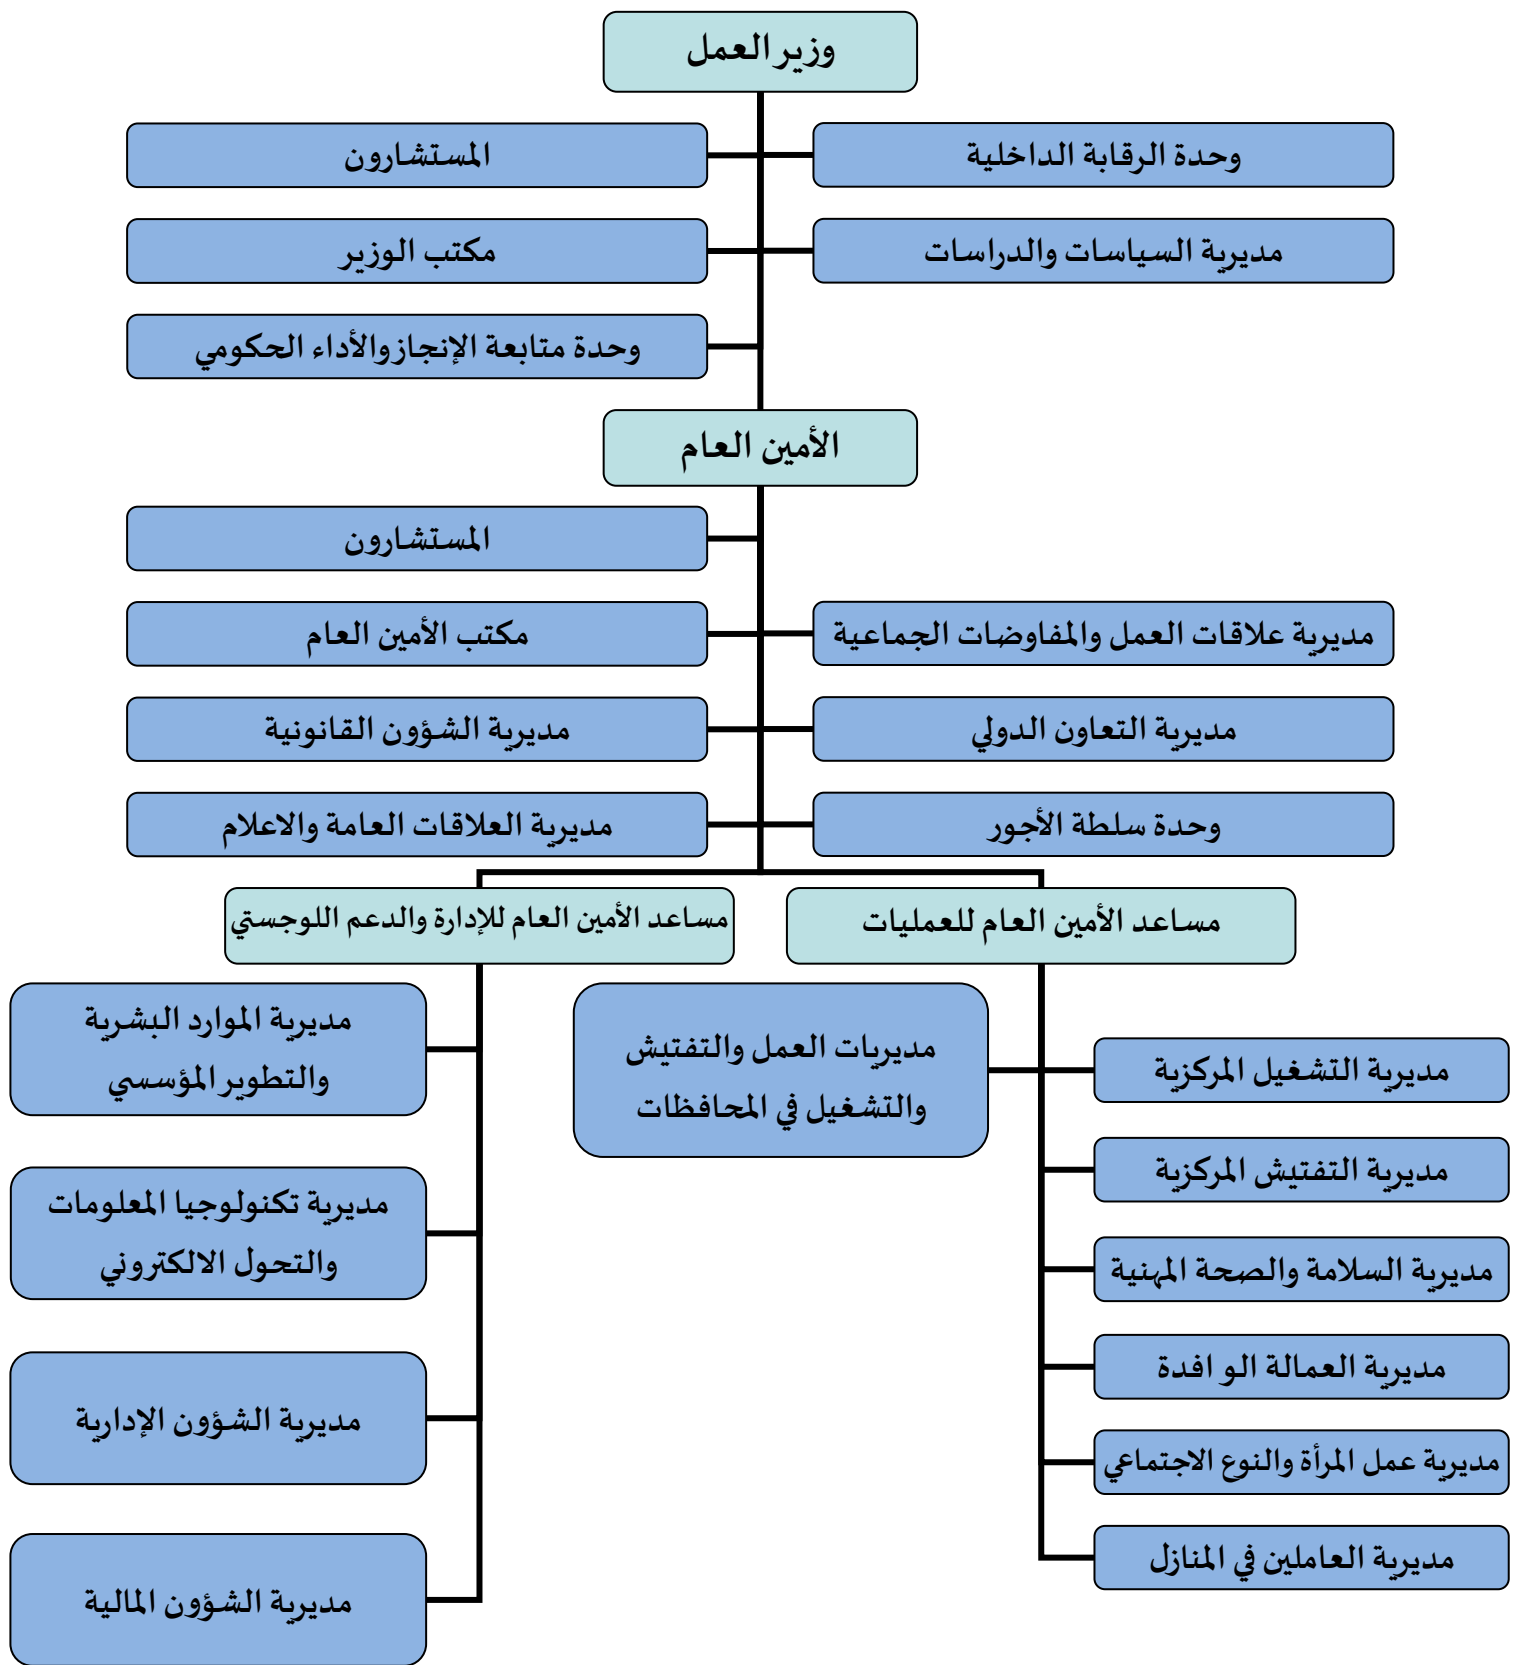 وزير العمل
وحدة الرقابة الداخلية
المستشارون
مديرية السياسات والدراسات
مكتب الوزير
وحدة متابعة الإنجاز والأداء الحكومي
الأمين العام
المستشارون
مديرية علاقات العمل والمفاوضات الجماعية
مكتب الأمين العام
مديرية التعاون الدولي
مديرية الشؤون القانونية
وحدة سلطة الأجور
مديرية العلاقات العامة والاعلام
مساعد الأمين العام للعمليات
مساعد الأمين العام للإدارة والدعم اللوجستي
مديرية التشغيل المركزية
مديرية التفتيش المركزية
مديرية السلامة والصحة المهنية
مديرية العمالة الوافدة
مديرية عمل المرأة والنوع الاجتماعي
مديرية العاملين في المنازل
مديريات العمل والتفتيش
والتشغيل في المحافظات
مديرية الموارد البشرية
والتطوير المؤسسي
مديرية تكنولوجيا المعلومات
والتحول الالكتروني
مديرية الشؤون الإدارية
مديرية الشؤون المالية